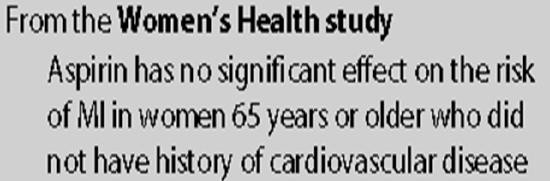 From the Women's Health study
Aspirin has no significant effect on the risk
of MI in women 65 years or older who did
not have history of cardiovascular disease